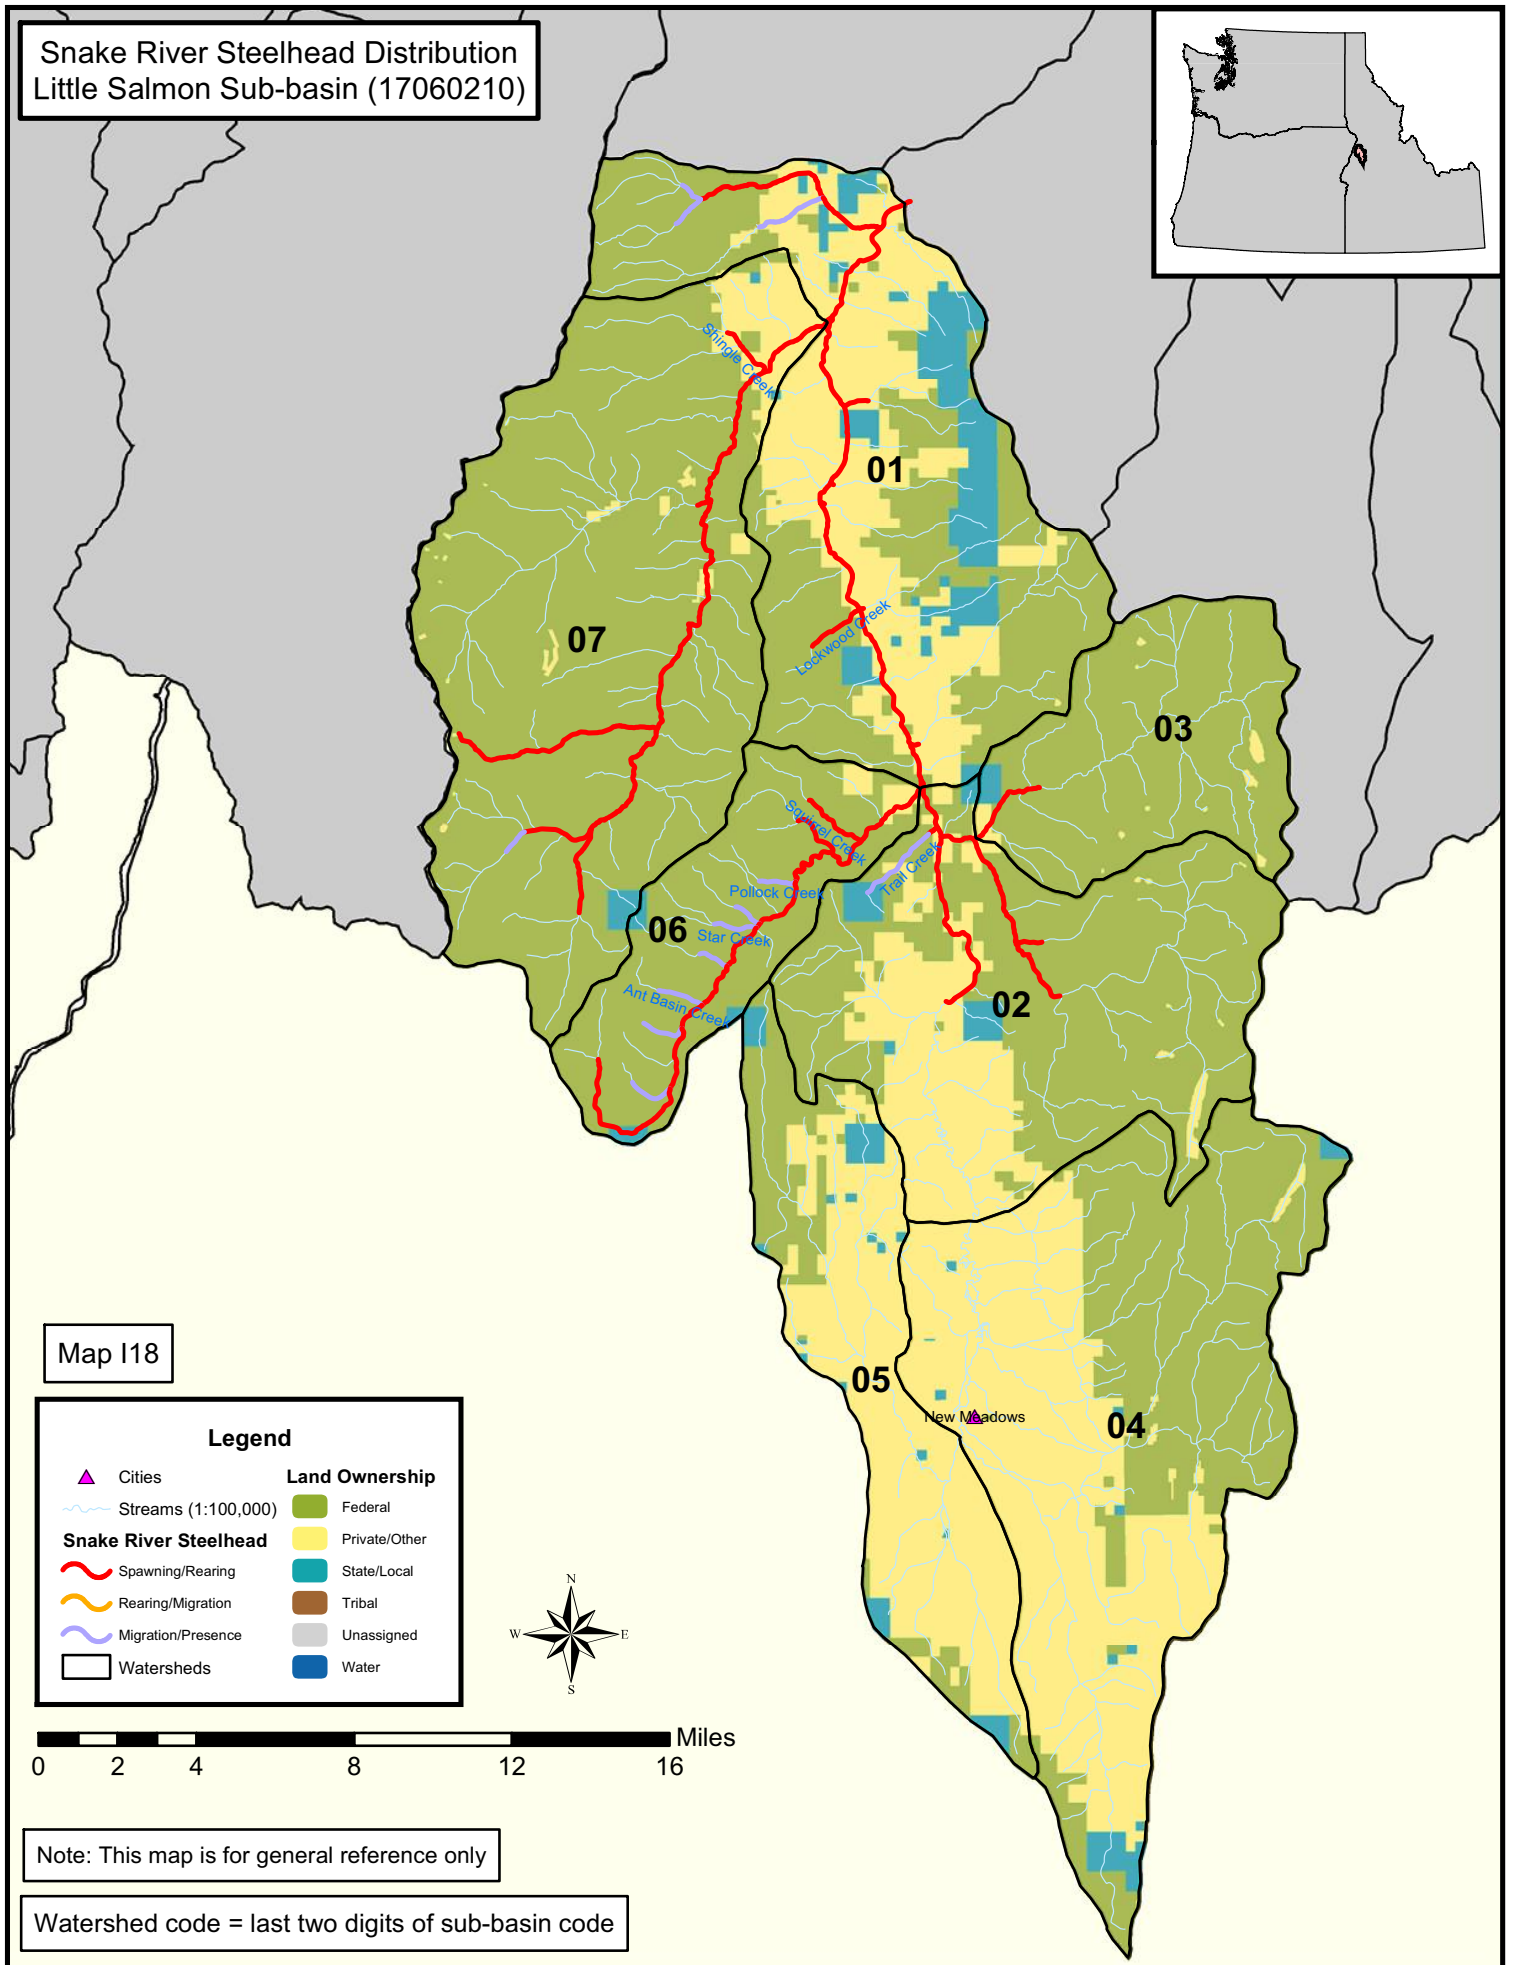 Snake River Steelhead Distribution
Little Salmon Sub-basin (17060210)
Shingle Creek
01
Lockwood Creek
07
03
Squirrel Creek
Trail Creek
Pollock Creek
06
Star Creek
Ant Basin Creek
02
Map I18
05
New Meadows
04
Legend
Cities
Streams (1:100,000)
Snake River Steelhead
Spawning/Rearing
Rearing/Migration
Migration/Presence
Watersheds
Land Ownership
Federal
Private/Other
State/Local
Tribal
Unassigned
Water
N
W
E
S
Miles
0 2 4 8 12 16
Note: This map is for general reference only
Watershed code = last two digits of sub-basin code